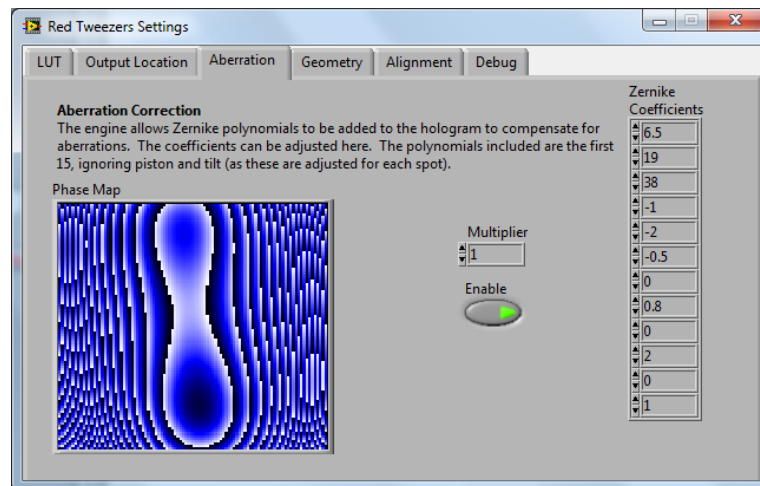 Red Tweezers Settings
LUT Output Location Aberration Geometry Alignment Debug
Aberration Correction
The engine allows Zernike polynomials to be added to the hologram to compensate for
aberrations. The coefficients can be adjusted here. The polynomials included are the first
15, ignoring piston and tilt (as these are adjusted for each spot).
Phase Map
Multiplier
1
Enable
Zernike
Coefficients
6.5
19
38
-1
-2
-0.5
0
0.8
0
2
0
1